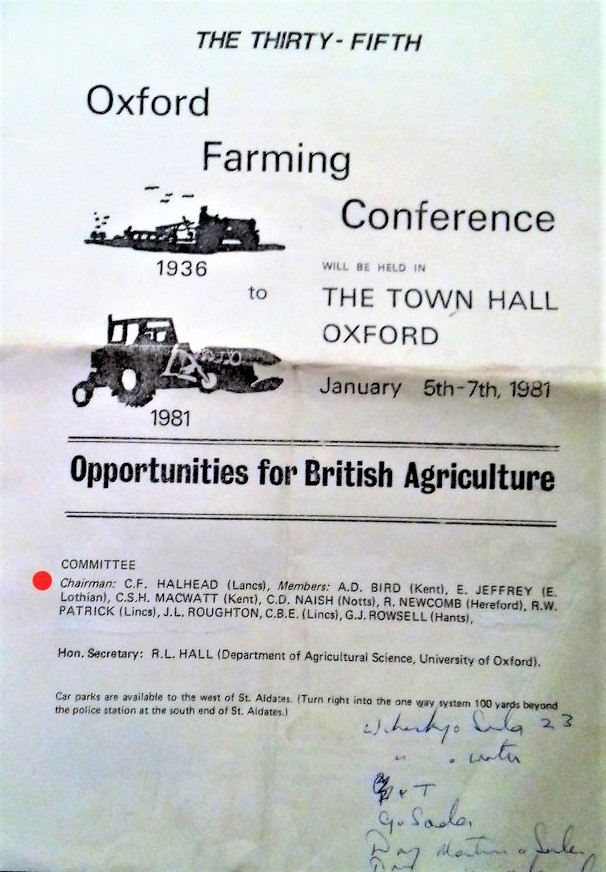 THE THIRTY-FIFTH
Oxford
Farming
Conference
1936
to
1981
WILL BE HELD IN
THE TOWN HALL
OXFORD
January 5th-7th, 1981
Opportunities for British Agriculture
COMMITTEE
Chairman: C.F. HALHEAD (Lancs), Members: A.D. BIRD (Kent), E. JEFFREY (E.
Lothian), C.S.H. MACWATT (Kent), C.D. NAISH (Notts), R. NEWCOMB (Hereford), R.W.
PATRICK (Lincs), J.L. ROUGHTON, C.B.E. (Lincs), G.J. ROWSELL (Hants),
Hon. Secretary: R.L. HALL (Department of Agricultural Science, University of Oxford).
Car parks are available to the west of St. Aldates. (Turn right into the one way system 100 yards beyond
the police station at the south end of St. Aldates.)
23
water
+ T
Soda
Dry Martini